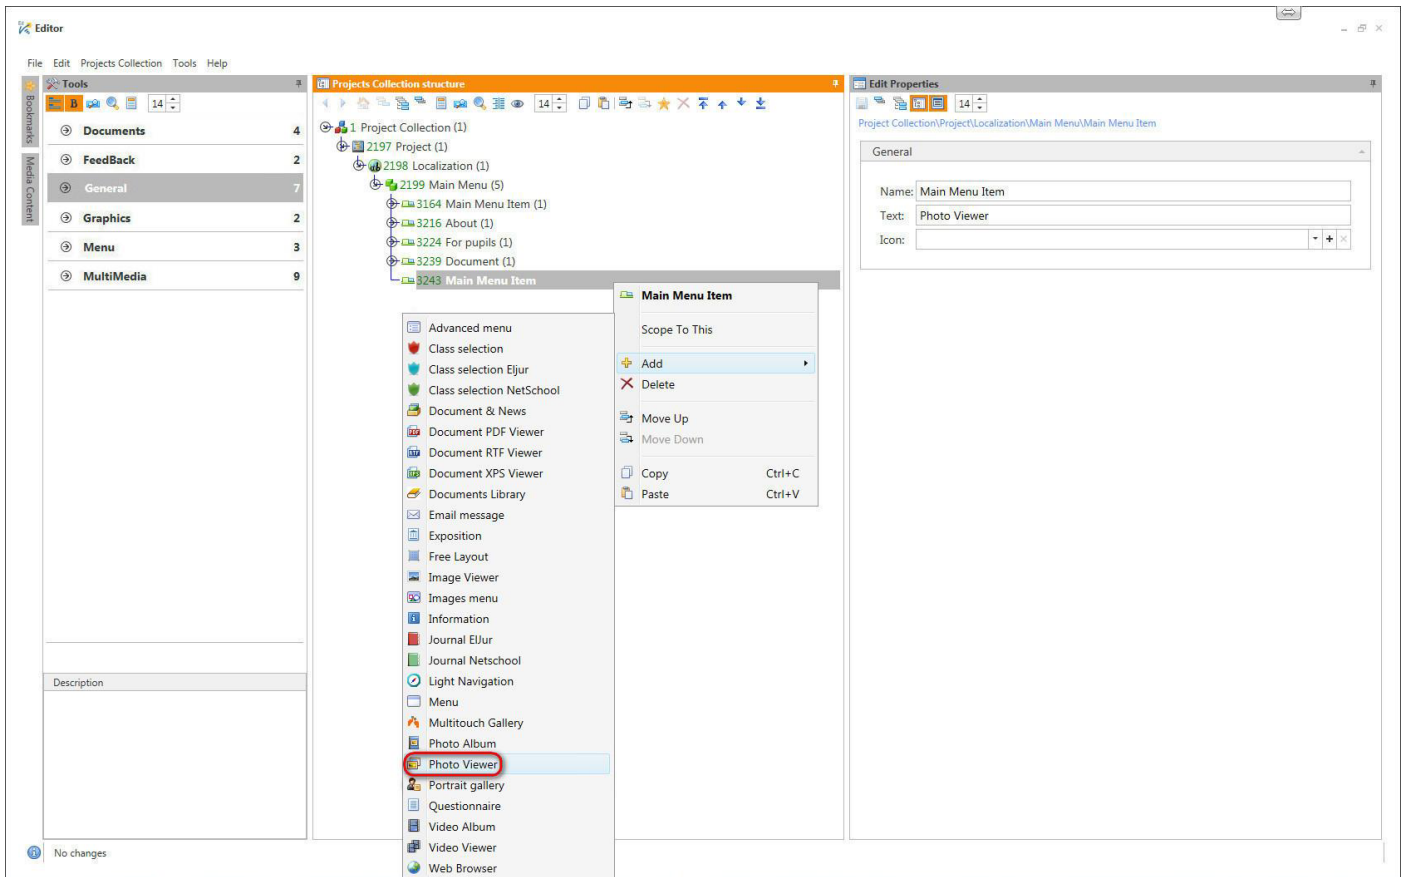 Editor
File Edit Projects Collection Tools Help
Bookmarks
Media Content
Tools
B 14
Documents 4
FeedBack 2
General 7
Graphics 2
Menu 3
MultiMedia 9
Description
Projects Collection structure
14
1 Project Collection (1)
2197 Project (1)
2198 Localization (1)
2199 Main Menu (5)
3164 Main Menu Item (1)
3216 About (1)
3224 For pupils (1)
3239 Document (1)
3243 Main Menu Item
Main Menu Item
Scope To This
Add
Delete
Move Up
Move Down
Copy Ctrl+C
Paste Ctrl+V
Advanced menu
Class selection
Class selection Eljur
Class selection NetSchool
Document & News
Document PDF Viewer
Document RTF Viewer
Document XPS Viewer
Documents Library
Email message
Exposition
Free Layout
Image Viewer
Images menu
Information
Journal ElJur
Journal Netschool
Light Navigation
Menu
Multitouch Gallery
Photo Album
Photo Viewer
Portrait gallery
Questionnaire
Video Album
Video Viewer
Web Browser
Edit Properties
14
Project Collection\Project\Localization\Main Menu\Main Menu Item
General
Name: Main Menu Item
Text: Photo Viewer
Icon:
No changes